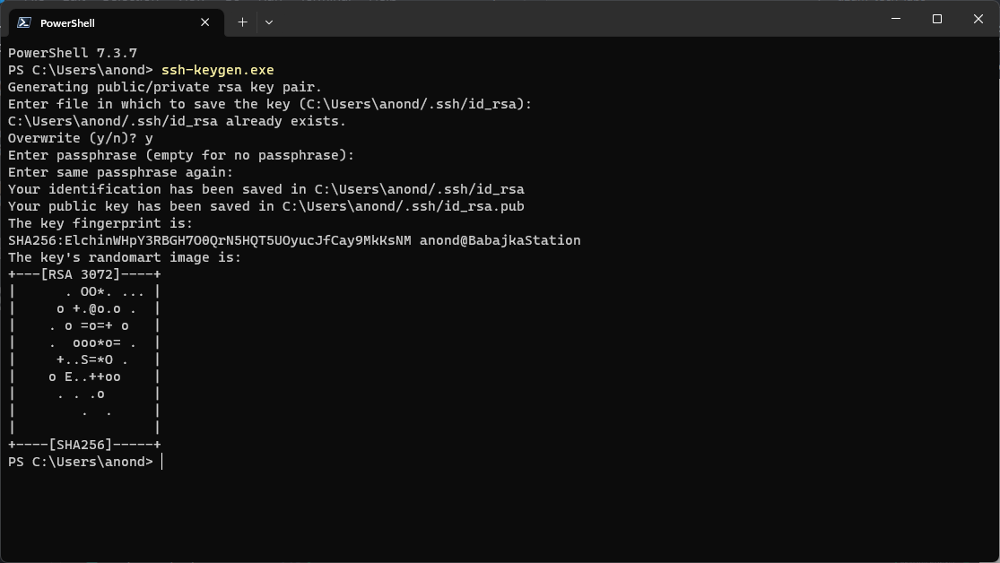 PowerShell
PowerShell 7.3.7
PS C:\Users\anond> ssh-keygen.exe
Generating public/private rsa key pair.
Enter file in which to save the key (C:\Users\anond/.ssh/id_rsa):
C:\Users\anond/.ssh/id_rsa already exists.
Overwrite (y/n)? y
Enter passphrase (empty for no passphrase):
Enter same passphrase again:
Your identification has been saved in C:\Users\anond/.ssh/id_rsa
Your public key has been saved in C:\Users\anond/.ssh/id_rsa.pub
The key fingerprint is:
SHA256:ElchinWHpY3RBGH7O0QrN5HQT5UOyucJfCay9MkKsNM anond@BabajkaStation
The key's randomart image is:
+---[RSA 3072]----+
|      . OO*. ... |
|     o +.@o.o .  |
|    . o =o=+ o   |
|    .  ooo*o= .  |
|     +..S=*O .   |
|    o E..++oo    |
|     . . .o      |
|        .  .     |
|                 |
+----[SHA256]-----+
PS C:\Users\anond>